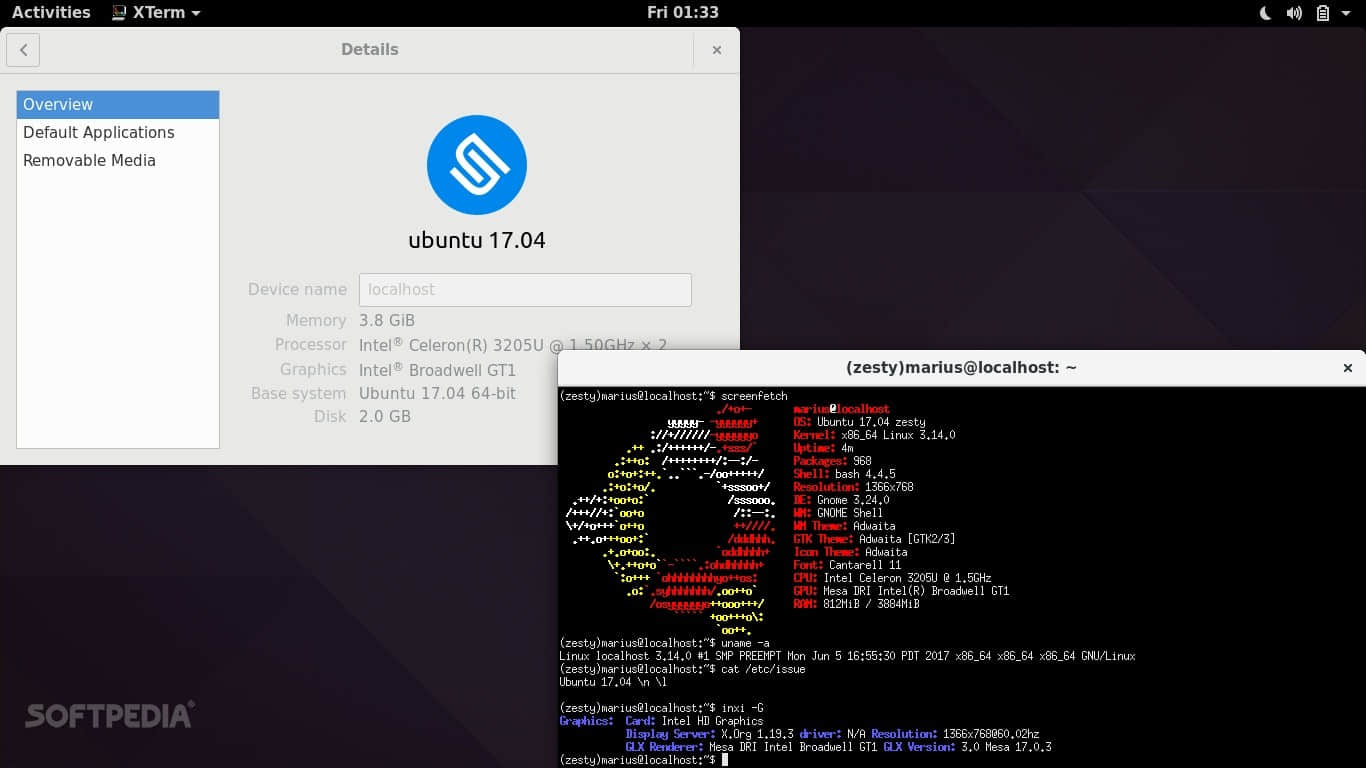 Activities XTerm Fri 01:33
Details
Overview
Default Applications
Removable Media
ubuntu 17.04
Device name localhost
Memory 3.8 GiB
Processor Intel® Celeron(R) 3205U @ 1.50GHz × 2
Graphics Intel® Broadwell GT1
Base system Ubuntu 17.04 64-bit
Disk 2.0 GB
(zesty)marius@localhost: ~
(zesty)marius@localhost:~$ screenfetch
marius@localhost
OS: Ubuntu 17.04 zesty
Kernel: x86_64 Linux 3.14.0
Uptime: 4m
Packages: 968
Shell: bash 4.4.5
Resolution: 1366x768
DE: Gnome 3.24.0
WM: GNOME Shell
WM Theme: Adwaita
GTK Theme: Adwaita [GTK2/3]
Icon Theme: Adwaita
Font: Cantarell 11
CPU: Intel Celeron 3205U @ 1.5GHz
GPU: Mesa DRI Intel(R) Broadwell GT1
RAM: 812MiB / 3884MiB
(zesty)marius@localhost:~$ uname -a
Linux localhost 3.14.0 #1 SMP PREEMPT Mon Jun 5 16:55:30 PDT 2017 x86_64 x86_64 x86_64 GNU/Linux
(zesty)marius@localhost:~$ cat /etc/issue
Ubuntu 17.04 \n \l
(zesty)marius@localhost:~$ inxi -G
Graphics: Card: Intel HD Graphics
Display Server: X.Org 1.19.3 driver: N/A Resolution: 1366x768@60.02hz
GLX Renderer: Mesa DRI Intel Broadwell GT1 GLX Version: 3.0 Mesa 17.0.3
(zesty)marius@localhost:~$
SOFTPEDIA®